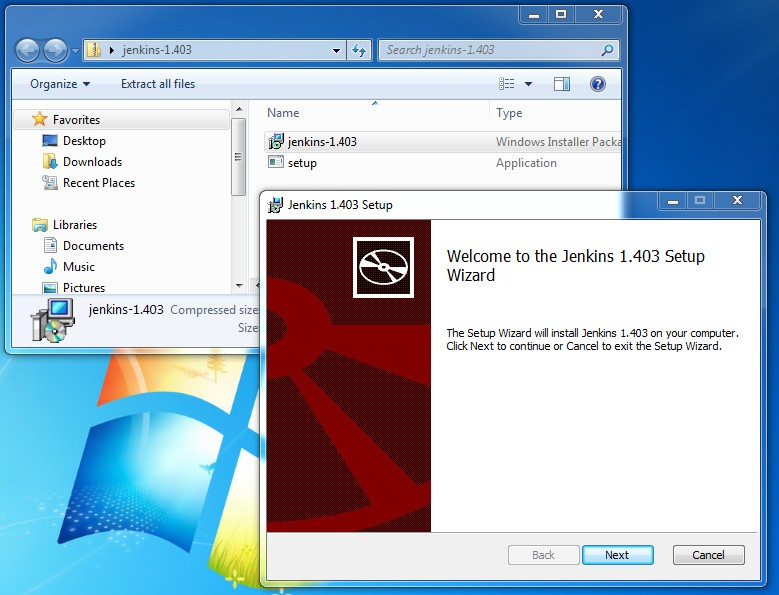 jenkins-1.403
Search jenkins-1.403
Organize
Extract all files
Name
Type
Favorites
Desktop
Downloads
Recent Places
Libraries
Documents
Music
Pictures
jenkins-1.403
Windows Installer Packa
setup
Application
jenkins-1.403
Compressed size
Size
Jenkins 1.403 Setup
Welcome to the Jenkins 1.403 Setup
Wizard
The Setup Wizard will install Jenkins 1.403 on your computer.
Click Next to continue or Cancel to exit the Setup Wizard.
Back
Next
Cancel